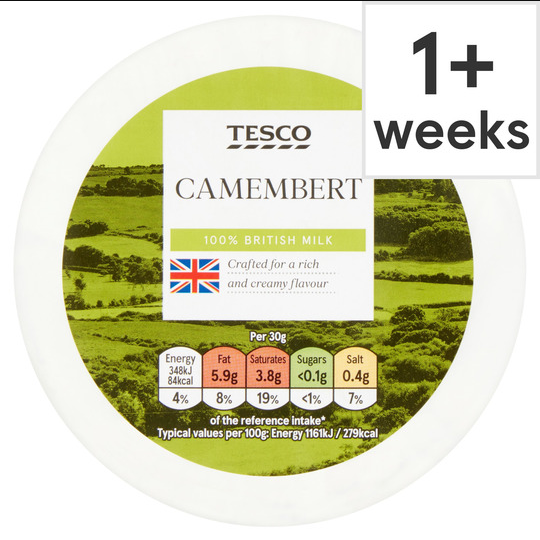 1+
weeks
TESCO
CAMEMBERT
100% BRITISH MILK
Crafted for a rich
and creamy flavour
Per 30g
Energy
348kJ
84kcal
4%
Fat
5.9g
8%
Saturates
3.8g
19%
Sugars
<0.1g
<1%
Salt
0.4g
7%
of the reference intake*
Typical values per 100g: Energy 1161kJ / 279kcal